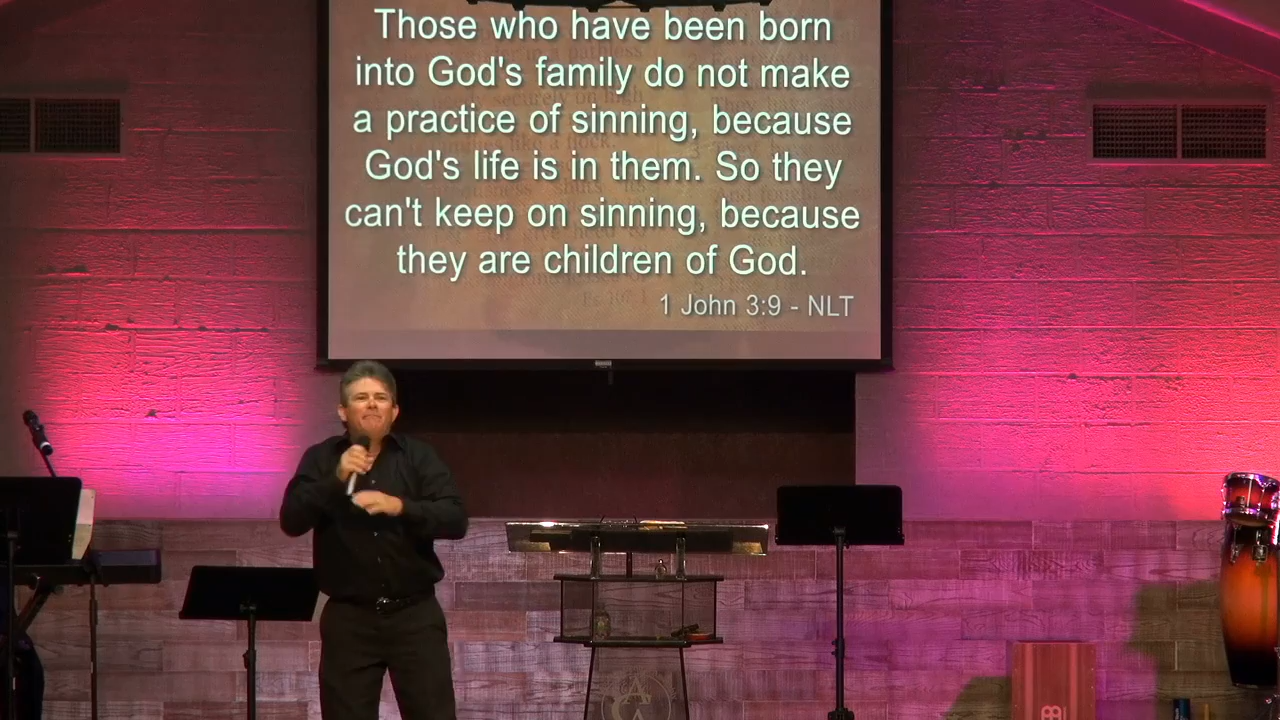 Those who have been born
into God's family do not make
a practice of sinning, because
God's life is in them. So they
can't keep on sinning, because
they are children of God.
1 John 3:9 - NLT